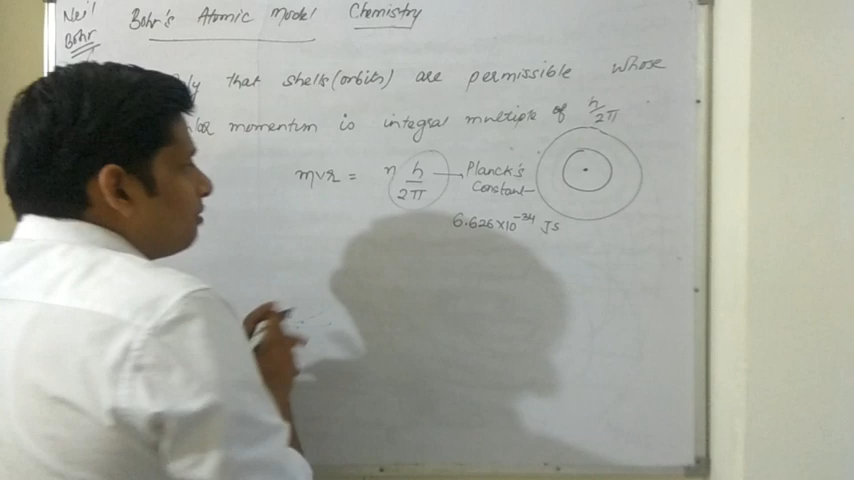 Neil Bohr's Atomic Model Chemistry
Bohr
that shells (orbits) are permissible whose
momentum is integral multiple of h/2π
mvr = n h/2π → Planck's Constant
6.626×10⁻³⁴ Js